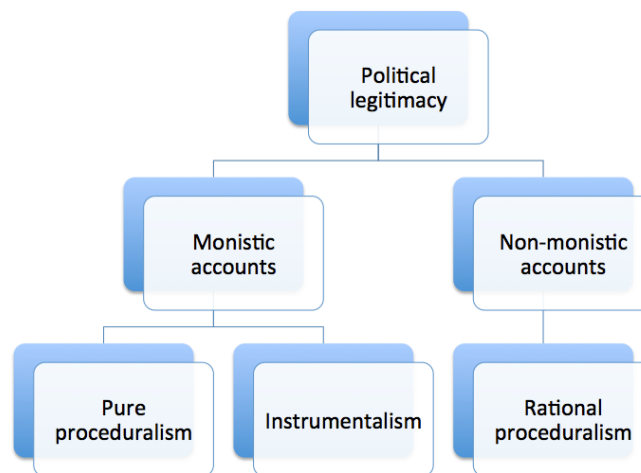 Political
legitimacy
Monistic
accounts
Non-monistic
accounts
Pure
proceduralism
Instrumentalism
Rational
proceduralism